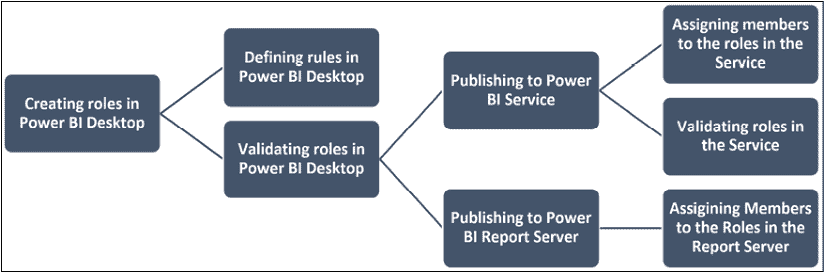 Creating roles in
Power BI Desktop
Defining rules in
Power BI Desktop
Validating roles in
Power BI Desktop
Publishing to Power
BI Service
Publishing to Power
BI Report Server
Assigning members
to the roles in the
Service
Validating roles in
the Service
Assigining Members
to the Roles in the
Report Server